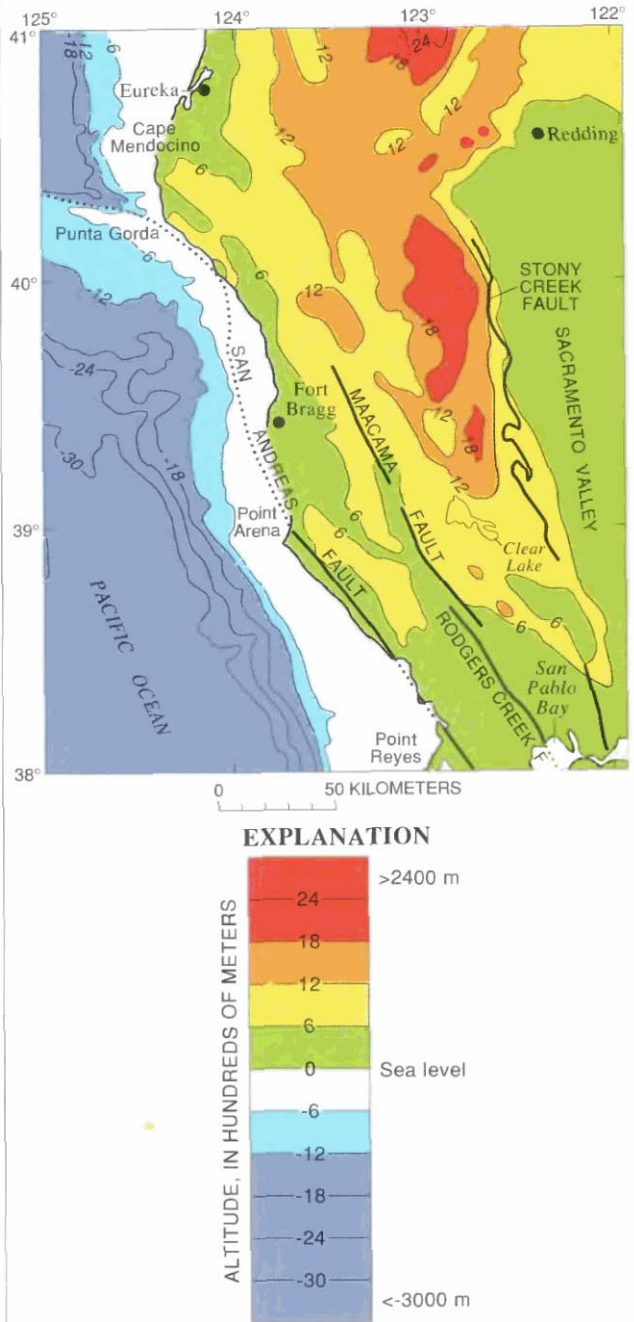 125° 124° 123° 122°
41°
-18
-12
-6
12
24
18
12
Eureka
Cape
Mendocino
12
Redding
6
Punta Gorda
-6
6
40°
-12
12
STONY
CREEK
FAULT
18
-24
SAN
ANDREAS
FAULT
Fort
Bragg
MAACAMA
FAULT
12
18
SACRAMENTO VALLEY
-30
-18
12
6
39°
Point
Arena
6
Clear
Lake
PACIFIC OCEAN
6
6
RODGERS CREEK F
San
Pablo
Bay
Point
Reyes
38°
0 50 KILOMETERS
EXPLANATION
ALTITUDE, IN HUNDREDS OF METERS
>2400 m
24
18
12
6
0 Sea level
-6
-12
-18
-24
-30
<-3000 m